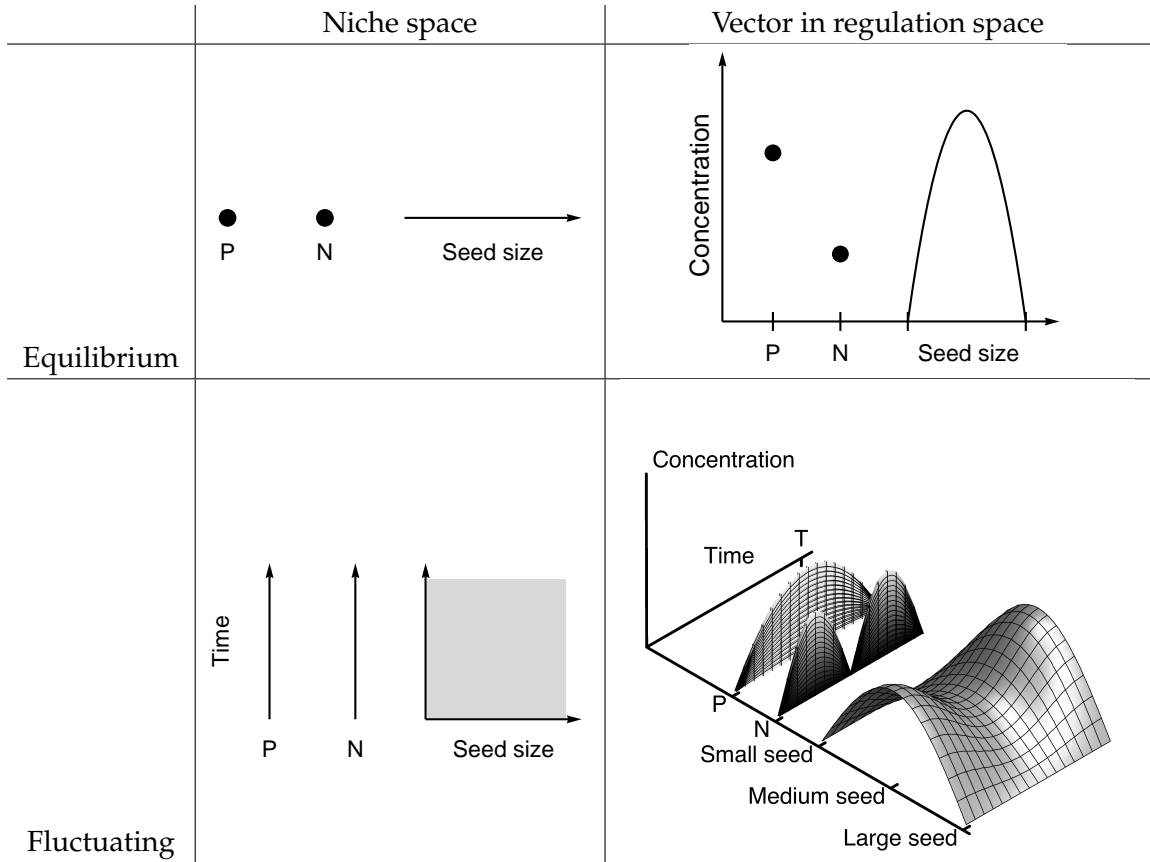 Niche space
Vector in regulation space
Equilibrium
P
N
Seed size
Concentration
P
N
Seed size
Fluctuating
Time
P
N
Seed size
Concentration
Time
T
P
N
Small seed
Medium seed
Large seed